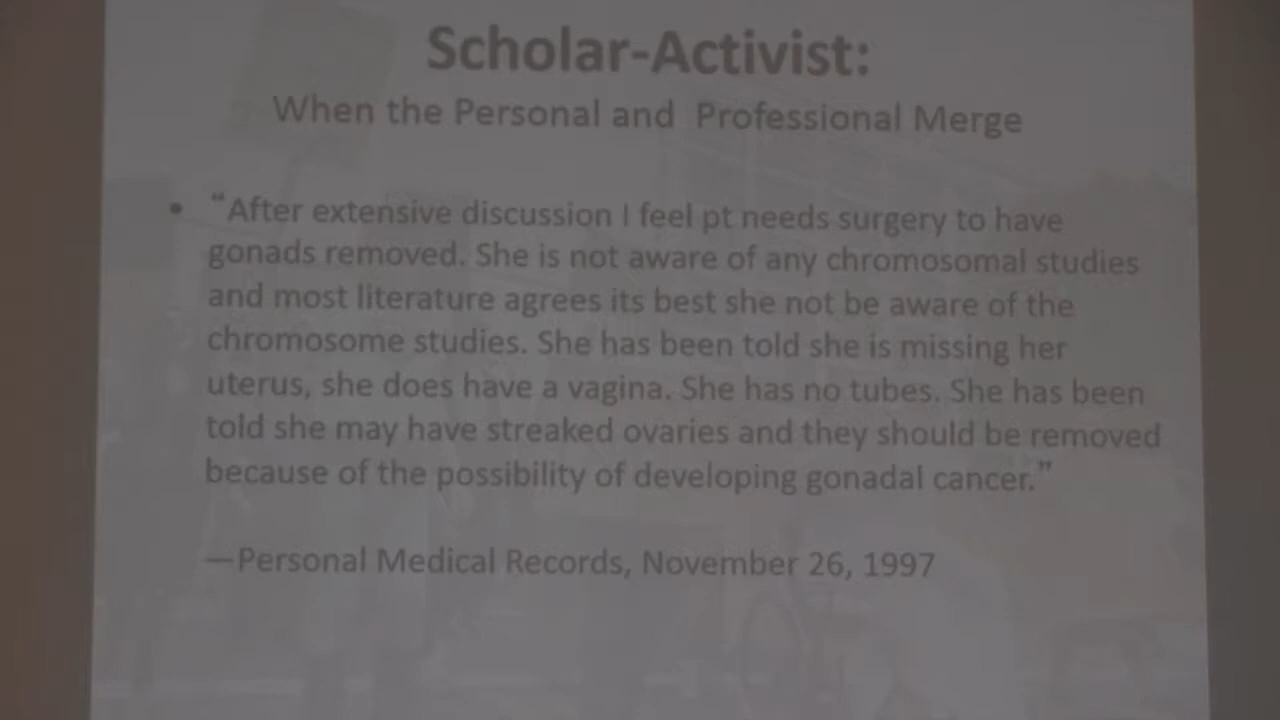 Scholar-Activist:
When the Personal and Professional Merge
• “After extensive discussion I feel pt needs surgery to have
gonads removed. She is not aware of any chromosomal studies
and most literature agrees its best she not be aware of the
chromosome studies. She has been told she is missing her
uterus, she does have a vagina. She has no tubes. She has been
told she may have streaked ovaries and they should be removed
because of the possibility of developing gonadal cancer.”
—Personal Medical Records, November 26, 1997